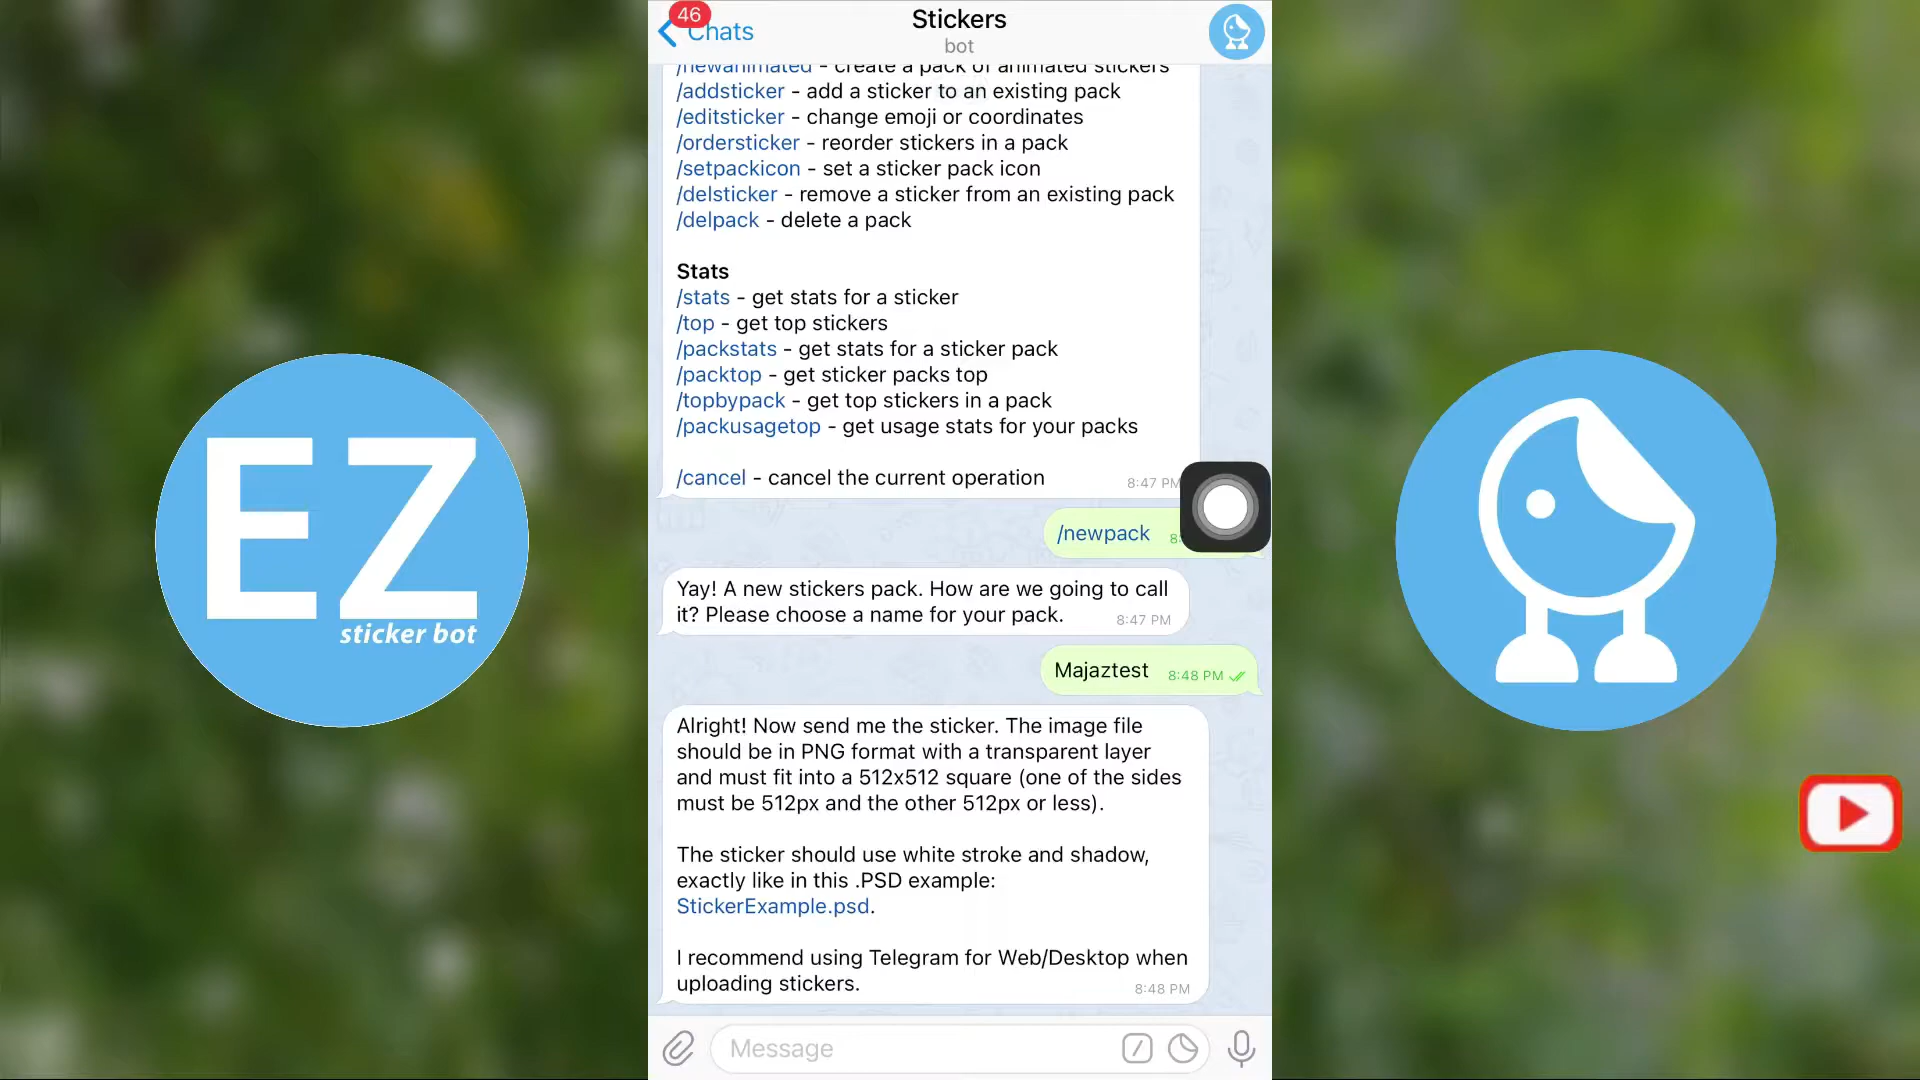 46
Chats
Stickers
bot
/newanimated - create a pack of animated stickers
/addsticker - add a sticker to an existing pack
/editsticker - change emoji or coordinates
/ordersticker - reorder stickers in a pack
/setpackicon - set a sticker pack icon
/delsticker - remove a sticker from an existing pack
/delpack - delete a pack
Stats
/stats - get stats for a sticker
/top - get top stickers
/packstats - get stats for a sticker pack
/packtop - get sticker packs top
/topbypack - get top stickers in a pack
/packusagetop - get usage stats for your packs
/cancel - cancel the current operation
8:47 PM
/newpack
Yay! A new stickers pack. How are we going to call
it? Please choose a name for your pack.
8:47 PM
Majaztest
8:48 PM
Alright! Now send me the sticker. The image file
should be in PNG format with a transparent layer
and must fit into a 512x512 square (one of the sides
must be 512px and the other 512px or less).
The sticker should use white stroke and shadow,
exactly like in this .PSD example:
StickerExample.psd.
I recommend using Telegram for Web/Desktop when
uploading stickers.
8:48 PM
Message
EZ
sticker bot